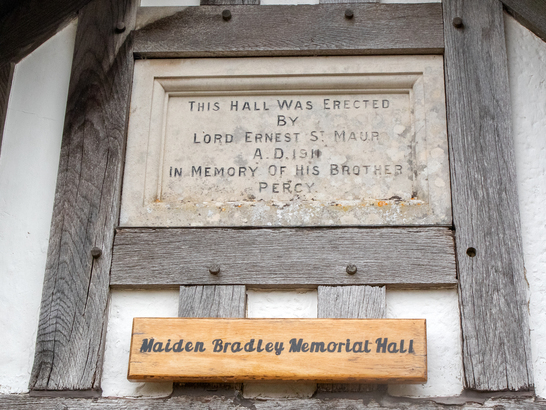 THIS HALL WAS ERECTED
BY
LORD ERNEST ST. MAUR
A.D. 1911
IN MEMORY OF HIS BROTHER
PERCY.
Maiden Bradley Memorial Hall